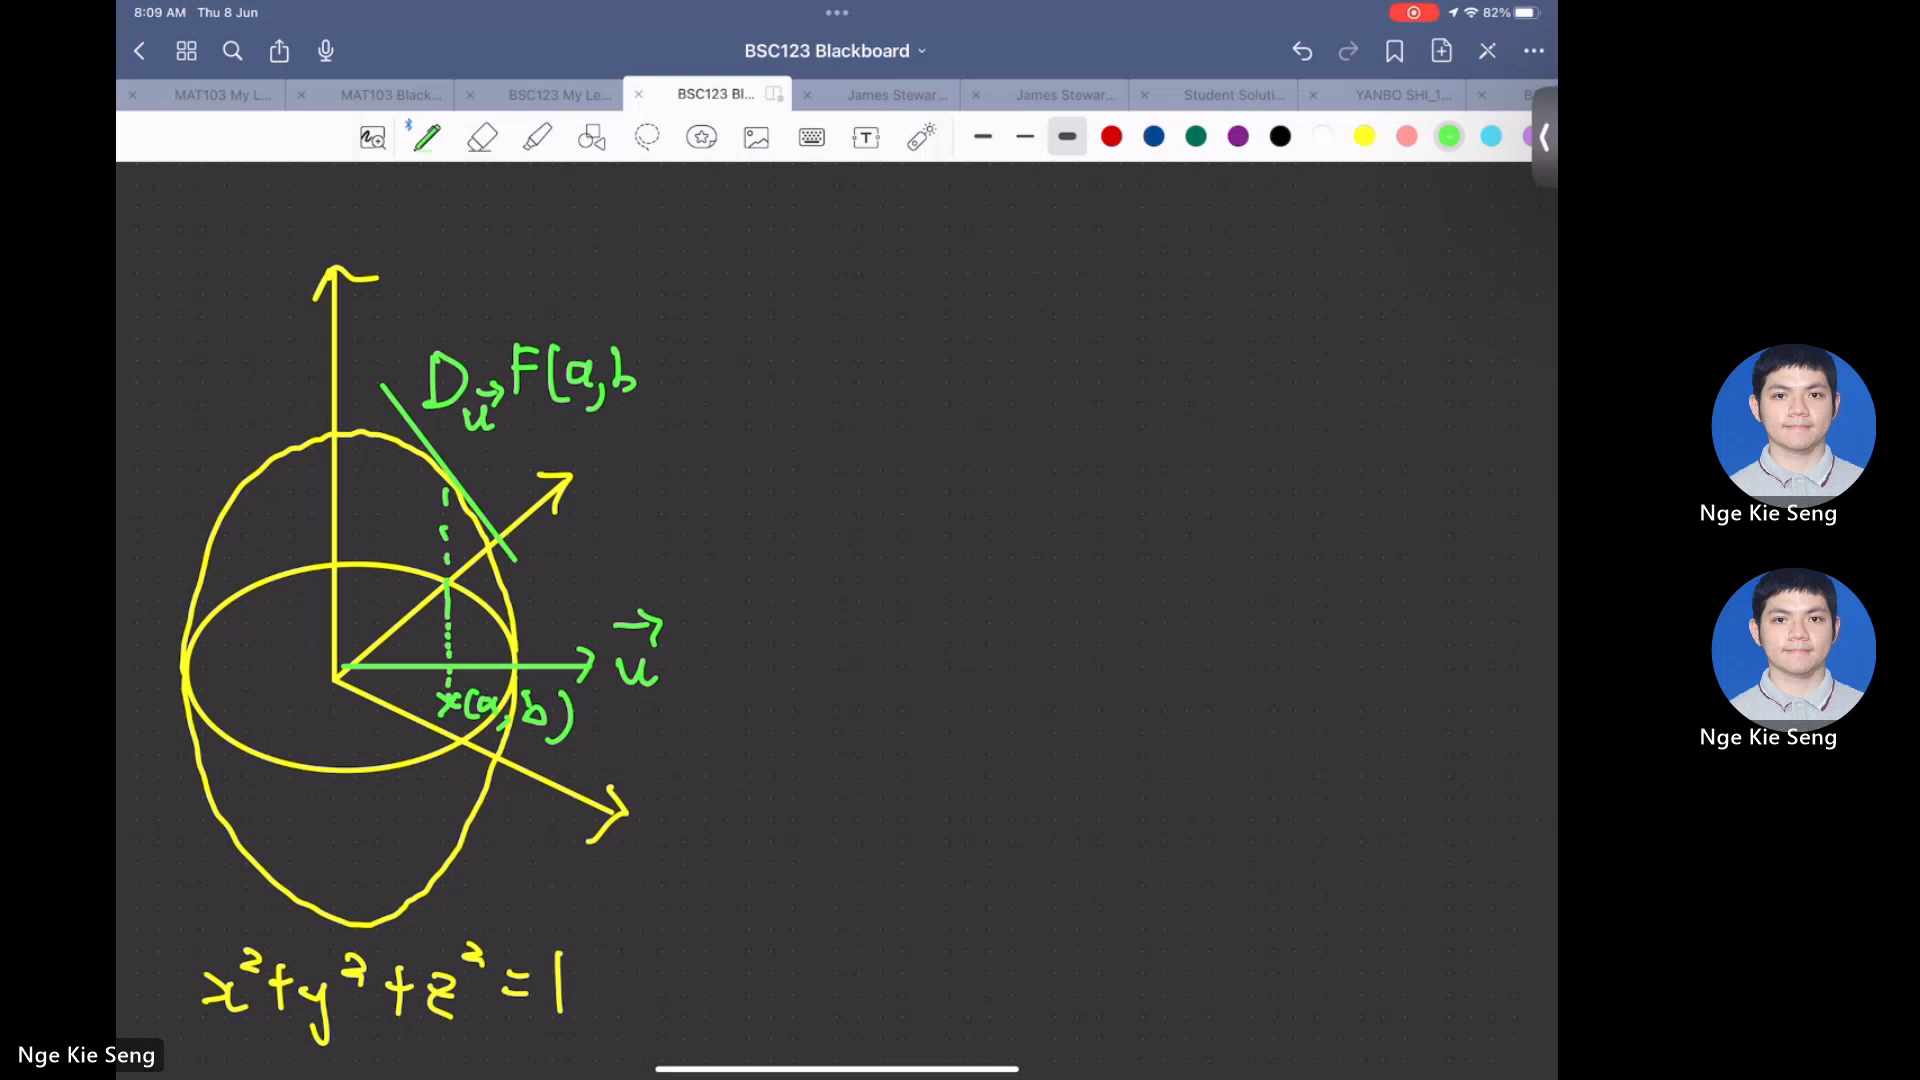 8:09 AM Thu 8 Jun
82%
BSC123 Blackboard
MAT103 My L...
MAT103 Black...
BSC123 My Le...
BSC123 Bl...
James Stewar...
James Stewar...
Student Soluti...
YANBO SHI_1...
B
T
D_u⃗ F(a,b
u⃗
x(a,b)
x²+y²+z²=1
Nge Kie Seng
Nge Kie Seng
Nge Kie Seng